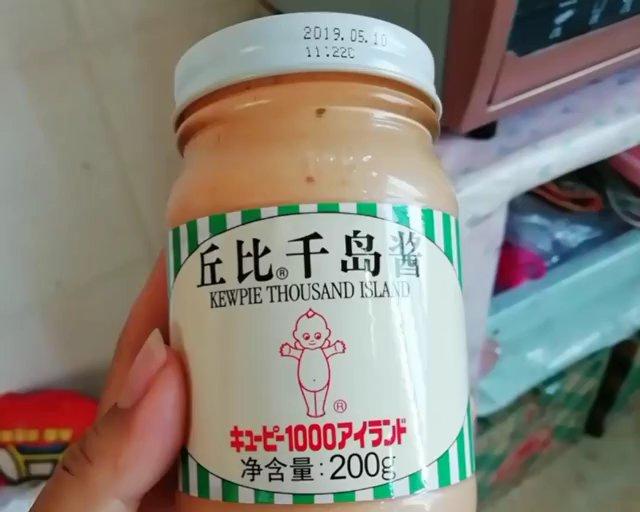 2019.05.10
11:22C
丘比®千岛酱
KEWPIE THOUSAND ISLAND
®
キユーピー1000アイランド
净含量:200g